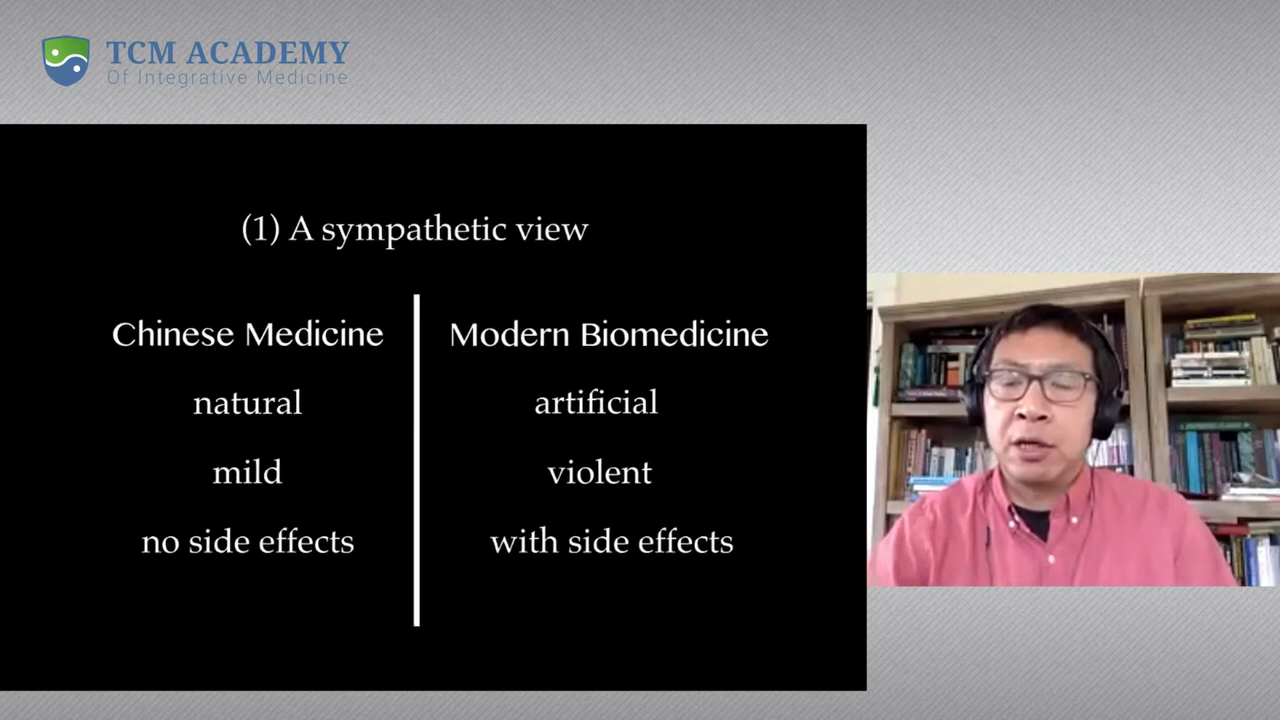 TCM ACADEMY
Of Integrative Medicine
(1) A sympathetic view
Chinese Medicine
Modern Biomedicine
natural
artificial
mild
violent
no side effects
with side effects